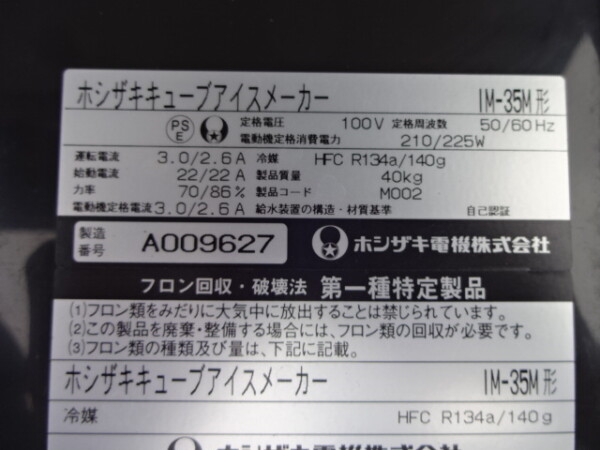 ホシザキキューブアイスメーカー IM-35M形
PSE 定格電圧 100V 定格周波数 50/60Hz
電動機定格消費電力 210/225W
運転電流 3.0/2.6A 冷媒 HFC R134a/140g
始動電流 22/22A 製品質量 40kg
力率 70/86% 製品コード M002
電動機定格電流 3.0/2.6A 給水装置の構造・材質基準 自己認証
製造番号 A009627 ホシザキ電機株式会社
フロン回収・破壊法 第一種特定製品
(1)フロン類をみだりに大気中に放出することは禁じられています。
(2)この製品を廃棄・整備する場合には、フロン類の回収が必要です。
(3)フロン類の種類及び量は、下記に記載。
ホシザキキューブアイスメーカー IM-35M形
冷媒 HFC R134a/140g
ホシザキ電機株式会社